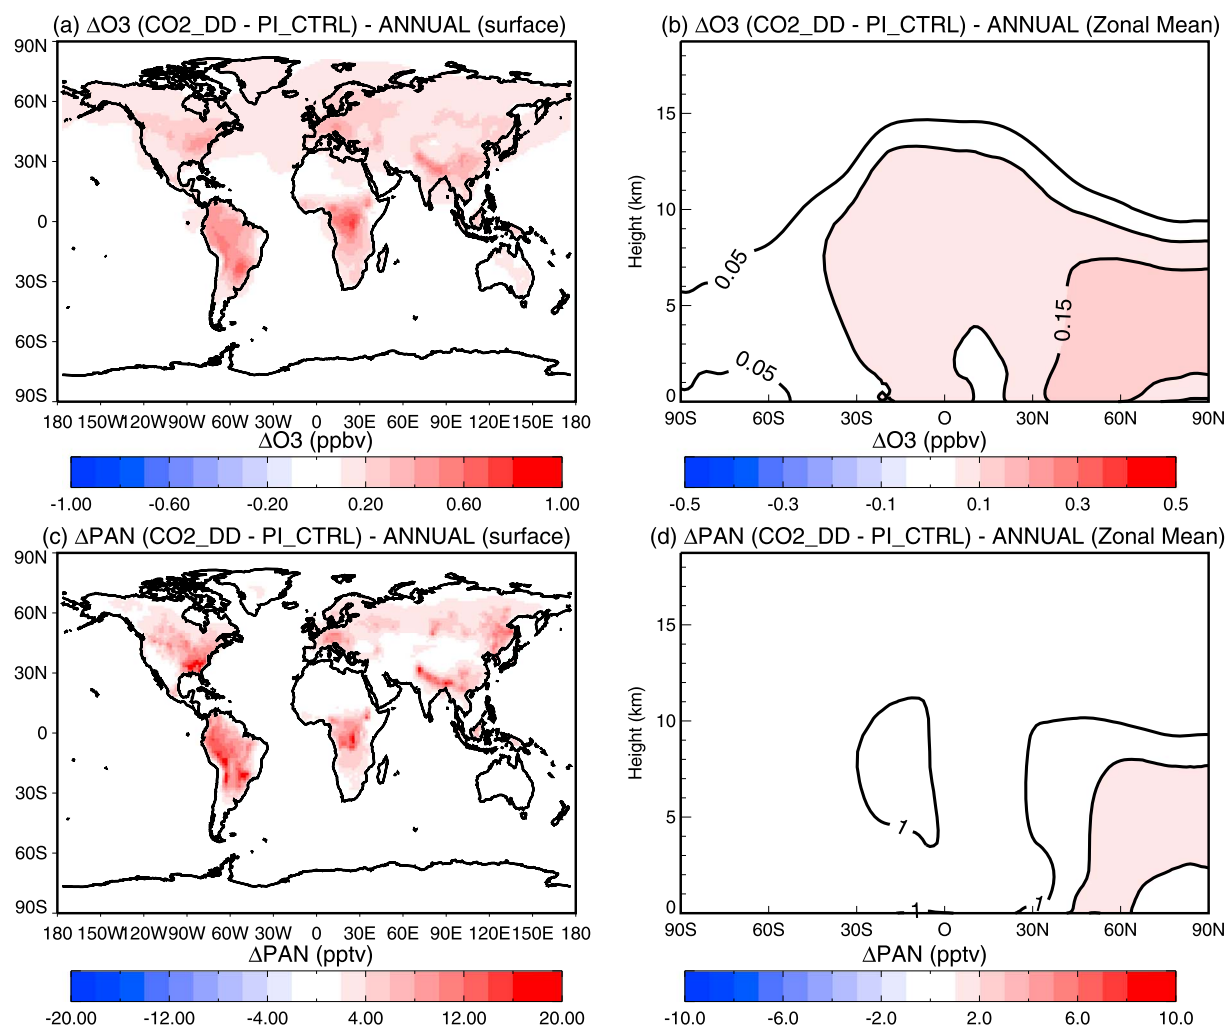 (a) ΔO3 (CO2_DD - PI_CTRL) - ANNUAL (surface)
90N
60N
30N
0
30S
60S
90S
180 150W 120W 90W 60W 30W 0 30E 60E 90E 120E 150E 180
ΔO3 (ppbv)
-1.00 -0.60 -0.20 0.20 0.60 1.00
(b) ΔO3 (CO2_DD - PI_CTRL) - ANNUAL (Zonal Mean)
Height (km)
15
10
5
0
0.05
0.05
0.15
90S 60S 30S 0 30N 60N 90N
ΔO3 (ppbv)
-0.5 -0.3 -0.1 0.1 0.3 0.5
(c) ΔPAN (CO2_DD - PI_CTRL) - ANNUAL (surface)
90N
60N
30N
0
30S
60S
90S
180 150W 120W 90W 60W 30W 0 30E 60E 90E 120E 150E 180
ΔPAN (pptv)
-20.00 -12.00 -4.00 4.00 12.00 20.00
(d) ΔPAN (CO2_DD - PI_CTRL) - ANNUAL (Zonal Mean)
Height (km)
15
10
5
0
1
1
1
90S 60S 30S O 30N 60N 90N
ΔPAN (pptv)
-10.0 -6.0 -2.0 2.0 6.0 10.0